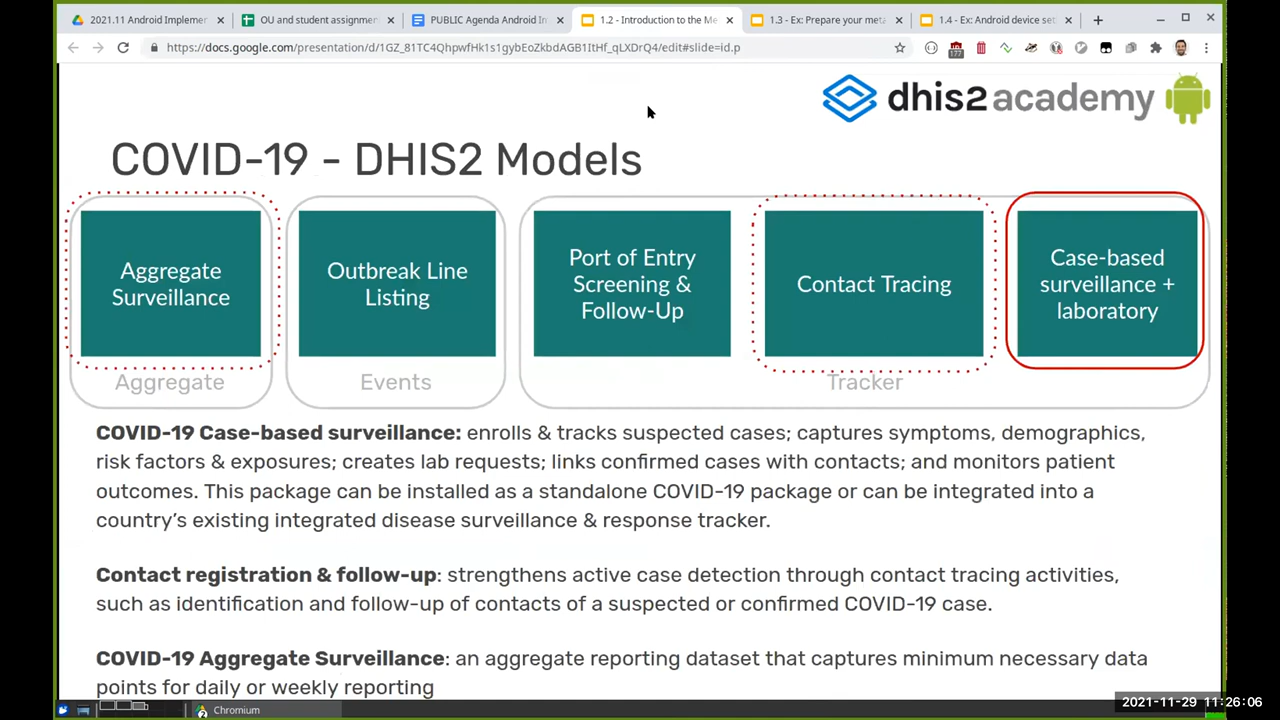 2021.11 Android Implemen
OU and student assignmen
PUBLIC Agenda Android In
1.2 - Introduction to the Me
1.3 - Ex: Prepare your meta
1.4 - Ex: Android device set
https://docs.google.com/presentation/d/1GZ_81TC4QhpwfHk1s1gybEoZkbdAGB1ItHf_qLXDrQ4/edit#slide=id.p
177
dhis2 academy
COVID-19 - DHIS2 Models
Aggregate
Surveillance
Outbreak Line
Listing
Port of Entry
Screening &
Follow-Up
Contact Tracing
Case-based
surveillance +
laboratory
Aggregate
Events
Tracker
COVID-19 Case-based surveillance: enrolls & tracks suspected cases; captures symptoms, demographics,
risk factors & exposures; creates lab requests; links confirmed cases with contacts; and monitors patient
outcomes. This package can be installed as a standalone COVID-19 package or can be integrated into a
country's existing integrated disease surveillance & response tracker.
Contact registration & follow-up: strengthens active case detection through contact tracing activities,
such as identification and follow-up of contacts of a suspected or confirmed COVID-19 case.
COVID-19 Aggregate Surveillance: an aggregate reporting dataset that captures minimum necessary data
points for daily or weekly reporting
Chromium
2021-11-29 11:26:06